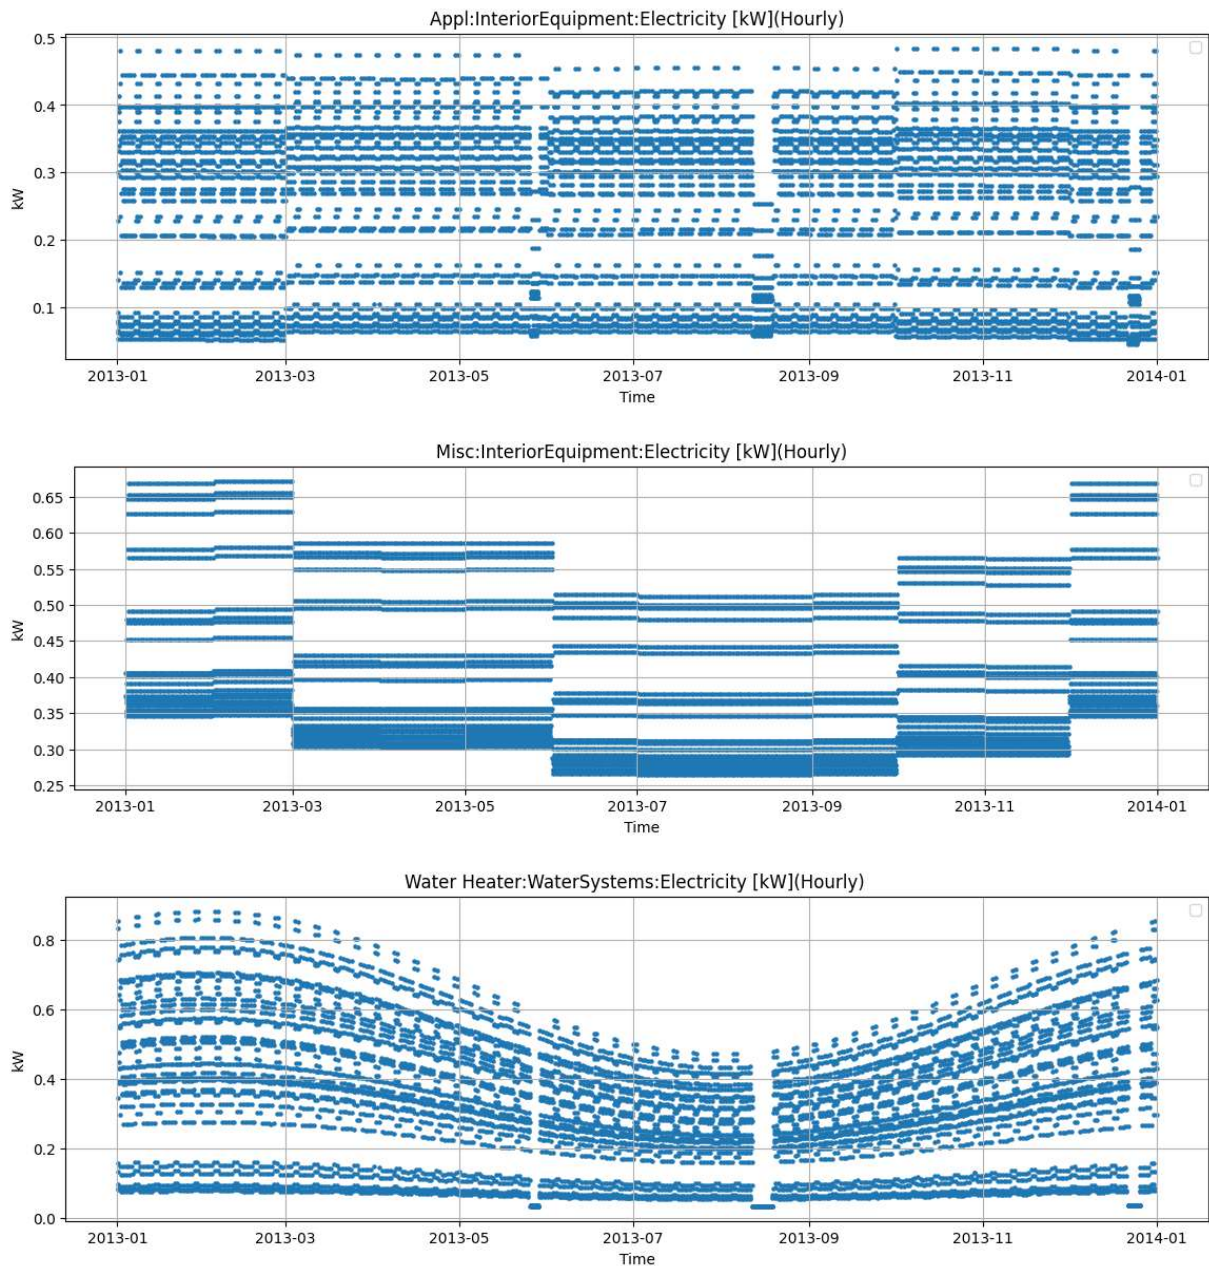 Appl:InteriorEquipment:Electricity [kW](Hourly)
0.5
0.4
0.3
0.2
0.1
kW
2013-01 2013-03 2013-05 2013-07 2013-09 2013-11 2014-01
Time
Misc:InteriorEquipment:Electricity [kW](Hourly)
0.65
0.60
0.55
0.50
0.45
0.40
0.35
0.30
0.25
kW
2013-01 2013-03 2013-05 2013-07 2013-09 2013-11 2014-01
Time
Water Heater:WaterSystems:Electricity [kW](Hourly)
0.8
0.6
0.4
0.2
0.0
kW
2013-01 2013-03 2013-05 2013-07 2013-09 2013-11 2014-01
Time